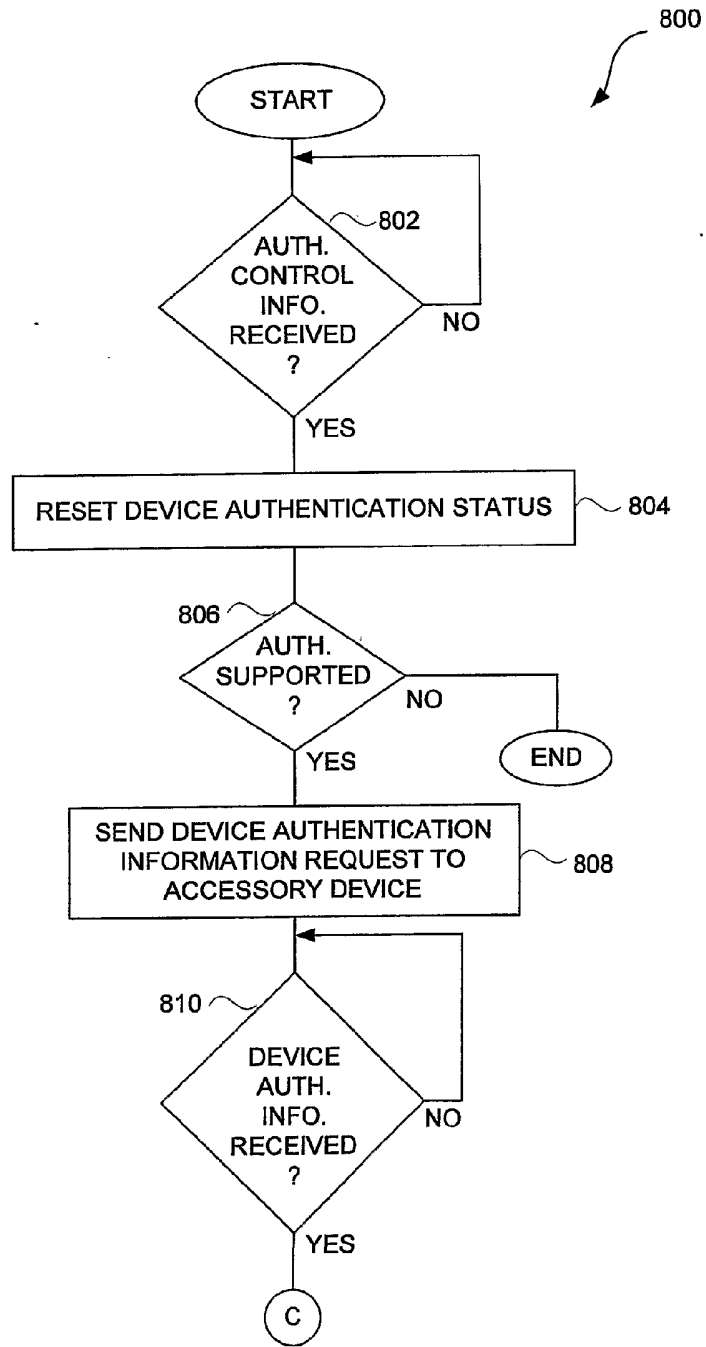 800
START
802
AUTH.
CONTROL
INFO.
RECEIVED
?
NO
YES
RESET DEVICE AUTHENTICATION STATUS
804
806
AUTH.
SUPPORTED
?
NO
YES
END
SEND DEVICE AUTHENTICATION
INFORMATION REQUEST TO
ACCESSORY DEVICE
808
810
DEVICE
AUTH.
INFO.
RECEIVED
?
NO
YES
C